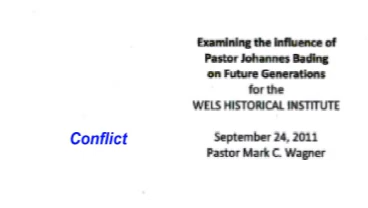 Examining the Influence of
Pastor Johannes Bading
on Future Generations
for the
WELS HISTORICAL INSTITUTE
Conflict
September 24, 2011
Pastor Mark C. Wagner